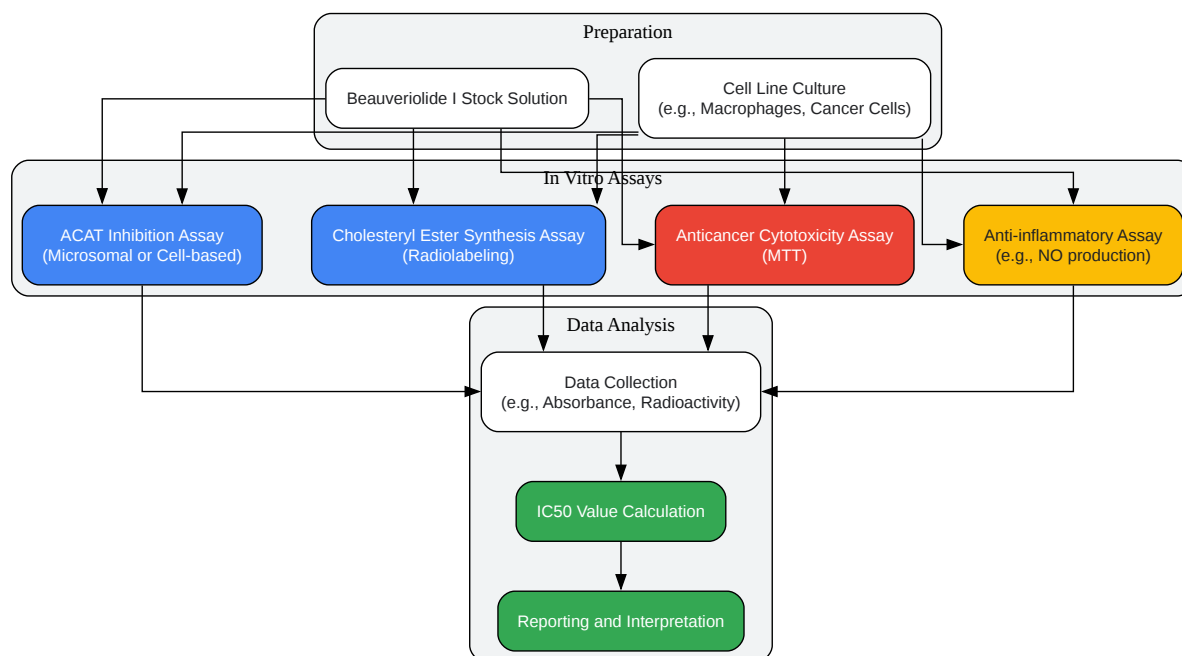 Preparation
Beauveriolide I Stock Solution
Cell Line Culture
(e.g., Macrophages, Cancer Cells)
In Vitro Assays
ACAT Inhibition Assay
(Microsomal or Cell-based)
Cholesteryl Ester Synthesis Assay
(Radiolabeling)
Anticancer Cytotoxicity Assay
(MTT)
Anti-inflammatory Assay
(e.g., NO production)
Data Analysis
Data Collection
(e.g., Absorbance, Radioactivity)
IC50 Value Calculation
Reporting and Interpretation